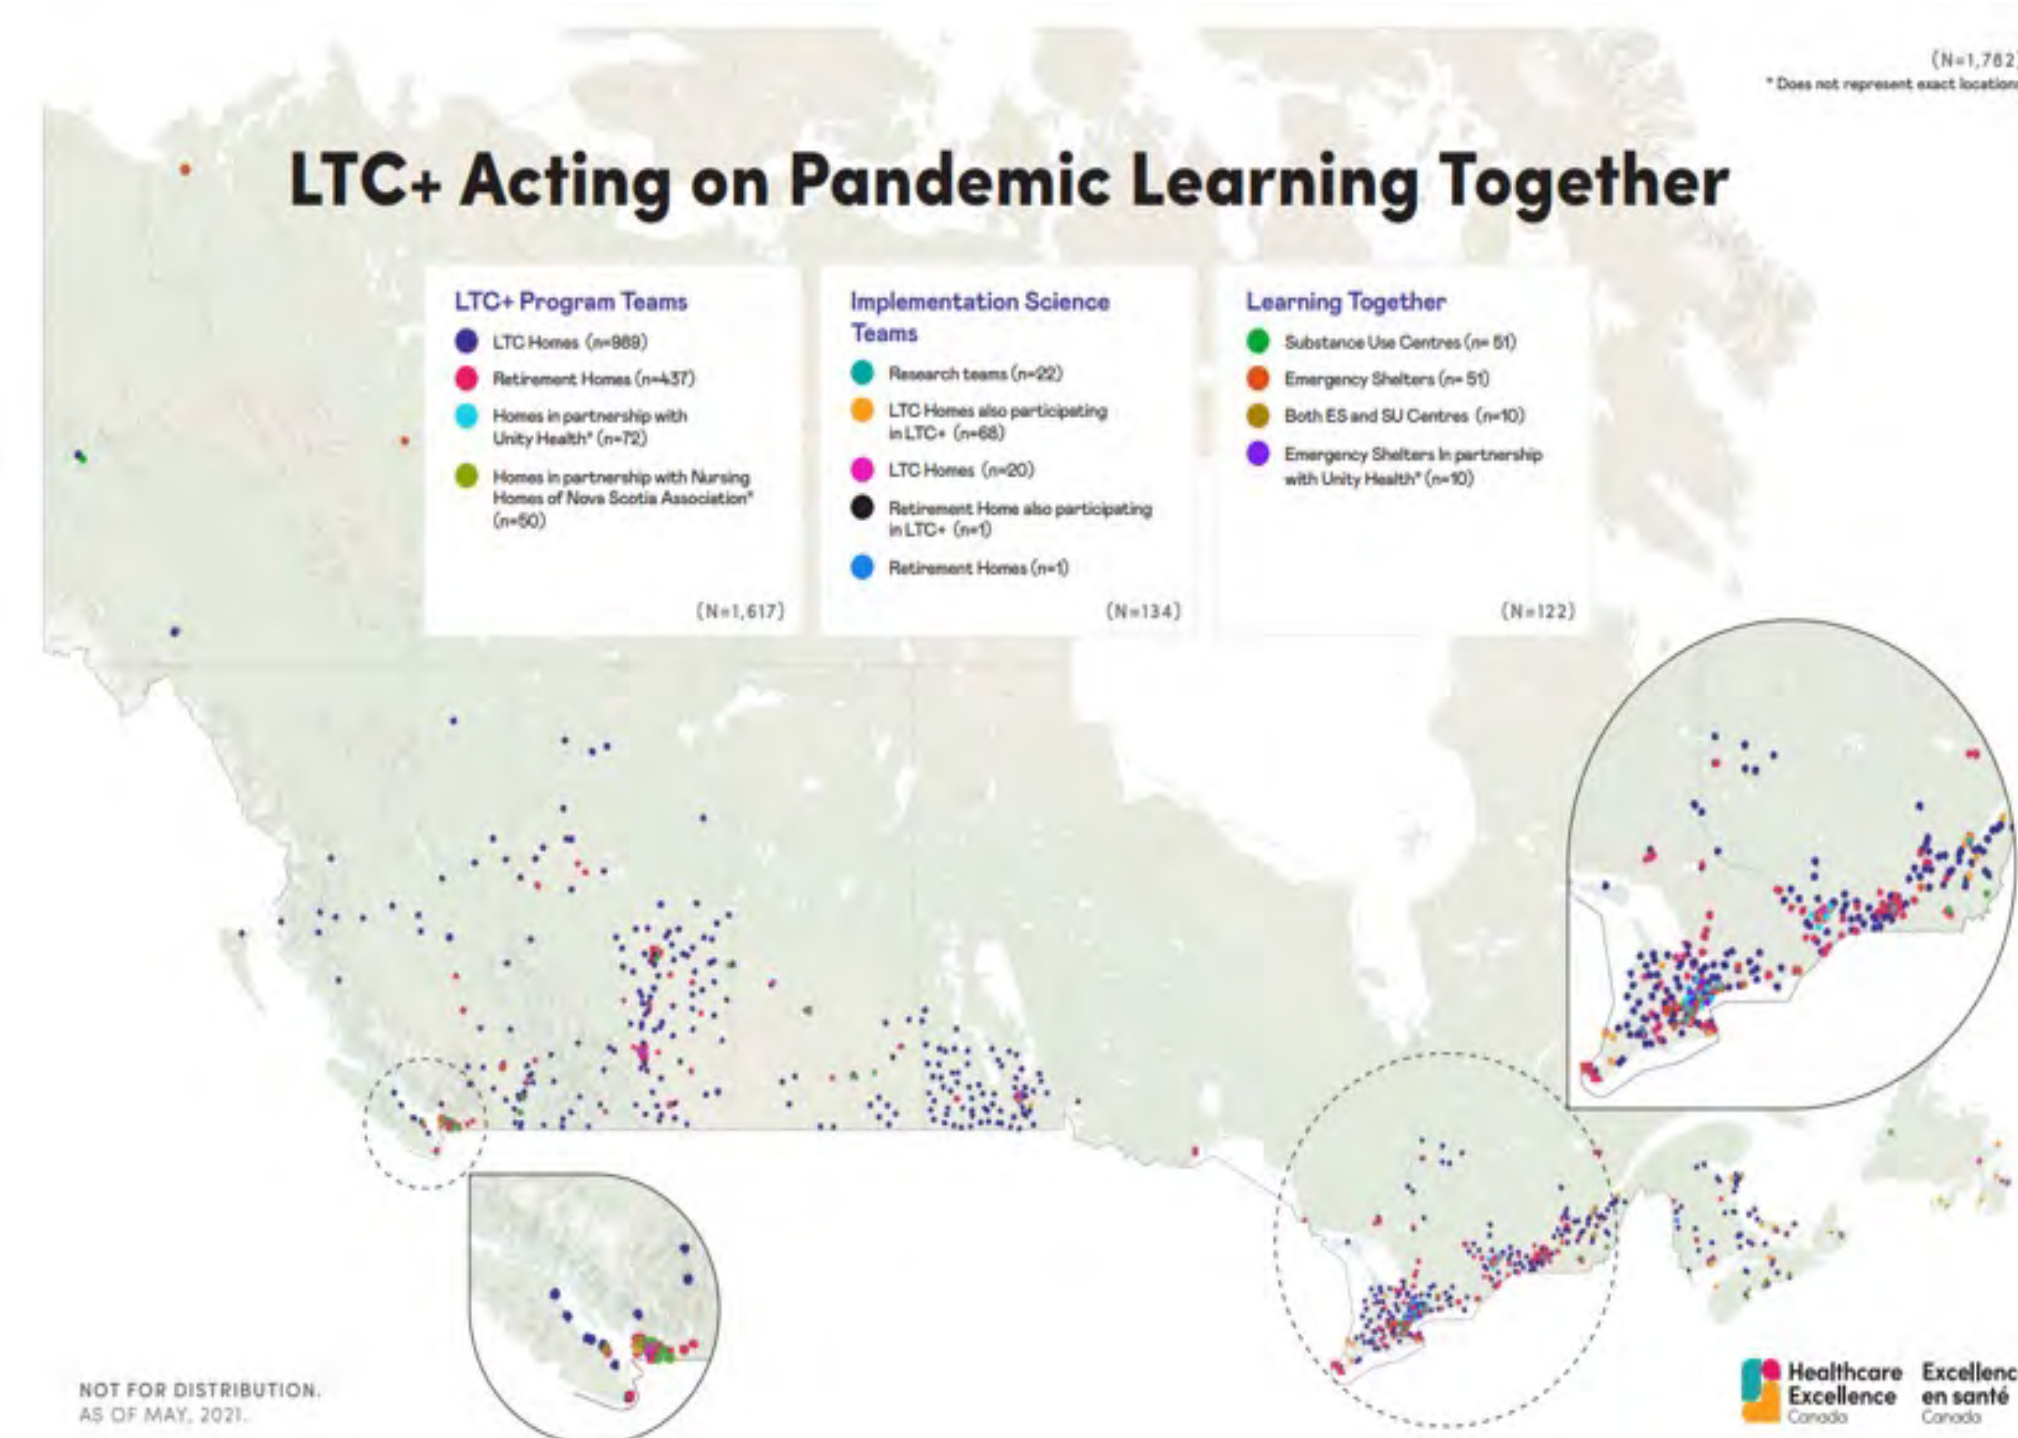 (N=1,782)
* Does not represent exact locations
LTC+ Acting on Pandemic Learning Together
LTC+ Program Teams
LTC Homes (n=989)
Retirement Homes (n=437)
Homes in partnership with
Unity Health* (n=72)
Homes in partnership with Nursing
Homes of Nova Scotia Association*
(n=50)
(N=1,617)
Implementation Science
Teams
Research teams (n=22)
LTC Homes also participating
in LTC+ (n=68)
LTC Homes (n=20)
Retirement Home also participating
in LTC+ (n=1)
Retirement Homes (n=1)
(N=134)
Learning Together
Substance Use Centres (n= 51)
Emergency Shelters (n= 51)
Both ES and SU Centres (n=10)
Emergency Shelters In partnership
with Unity Health* (n=10)
(N=122)
NOT FOR DISTRIBUTION.
AS OF MAY, 2021.
Healthcare
Excellence
Canada
Excellenc
en santé
Canada